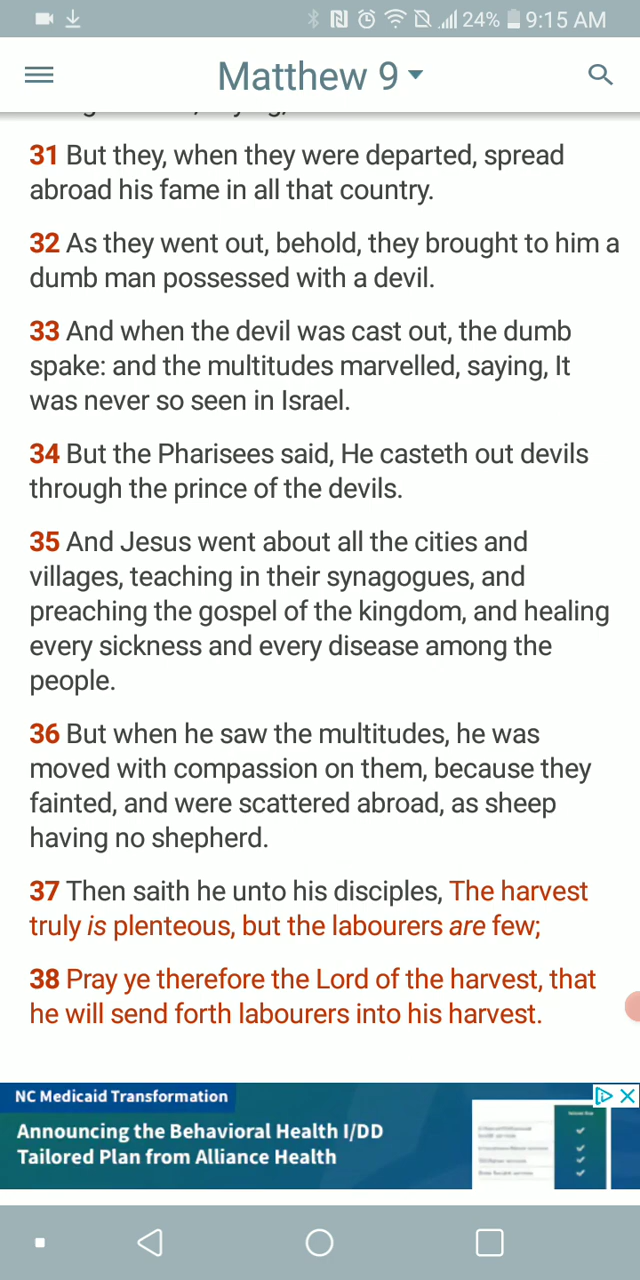 24% 9:15 AM
Matthew 9
31 But they, when they were departed, spread
abroad his fame in all that country.
32 As they went out, behold, they brought to him a
dumb man possessed with a devil.
33 And when the devil was cast out, the dumb
spake: and the multitudes marvelled, saying, It
was never so seen in Israel.
34 But the Pharisees said, He casteth out devils
through the prince of the devils.
35 And Jesus went about all the cities and
villages, teaching in their synagogues, and
preaching the gospel of the kingdom, and healing
every sickness and every disease among the
people.
36 But when he saw the multitudes, he was
moved with compassion on them, because they
fainted, and were scattered abroad, as sheep
having no shepherd.
37 Then saith he unto his disciples, The harvest
truly is plenteous, but the labourers are few;
38 Pray ye therefore the Lord of the harvest, that
he will send forth labourers into his harvest.
NC Medicaid Transformation
Announcing the Behavioral Health I/DD
Tailored Plan from Alliance Health